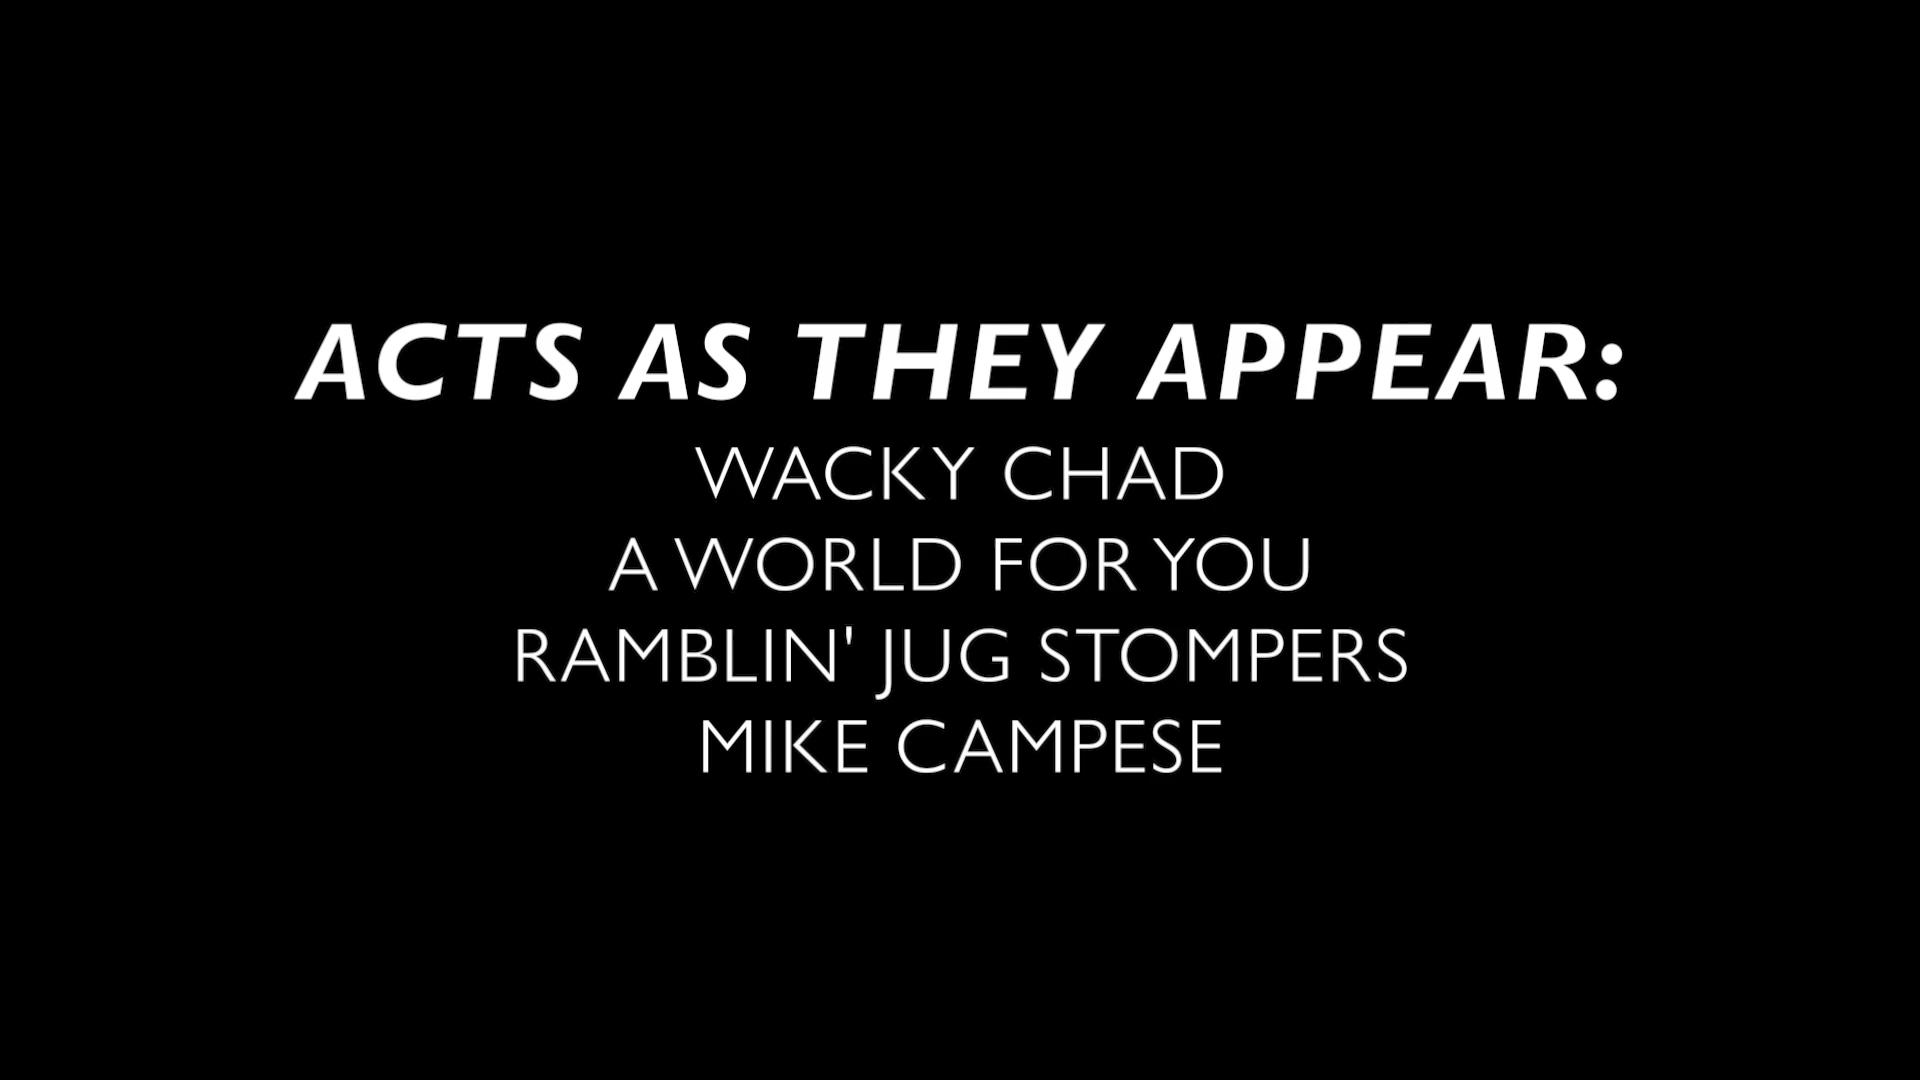 ACTS AS THEY APPEAR:
WACKY CHAD
A WORLD FOR YOU
RAMBLIN' JUG STOMPERS
MIKE CAMPESE